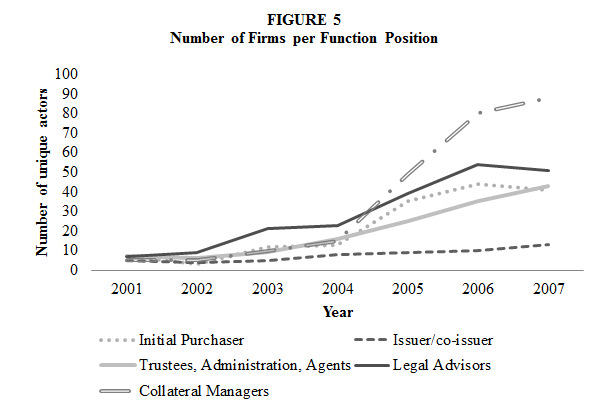 FIGURE 5
Number of Firms per Function Position
100
90
80
70
60
50
40
30
20
10
0
Number of unique actors
2001 2002 2003 2004 2005 2006 2007
Year
Initial Purchaser Issuer/co-issuer
Trustees, Administration, Agents Legal Advisors
Collateral Managers